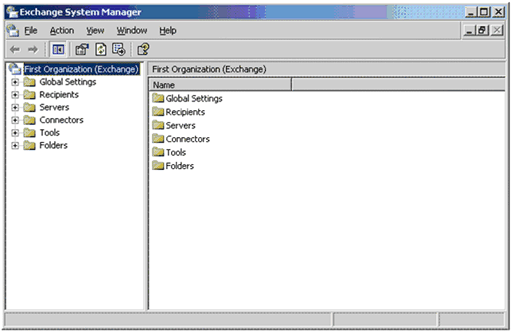 Exchange System Manager
File Action View Window Help
First Organization (Exchange)
Global Settings
Recipients
Servers
Connectors
Tools
Folders
First Organization (Exchange)
Name
Global Settings
Recipients
Servers
Connectors
Tools
Folders